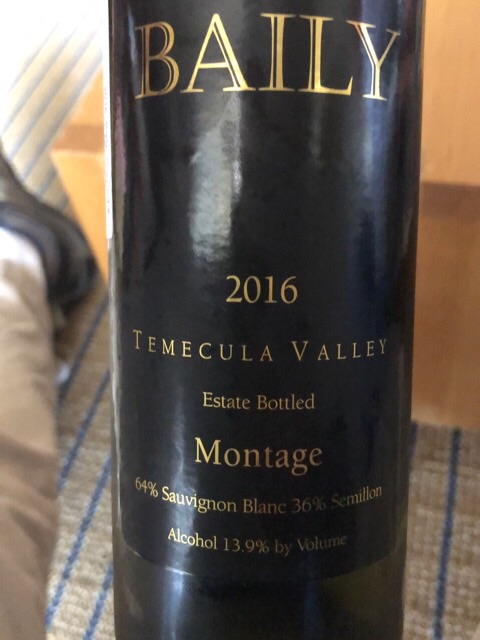 BAILY
2016
TEMECULA VALLEY
Estate Bottled
Montage
64% Sauvignon Blanc 36% Semillon
Alcohol 13.9% by Volume